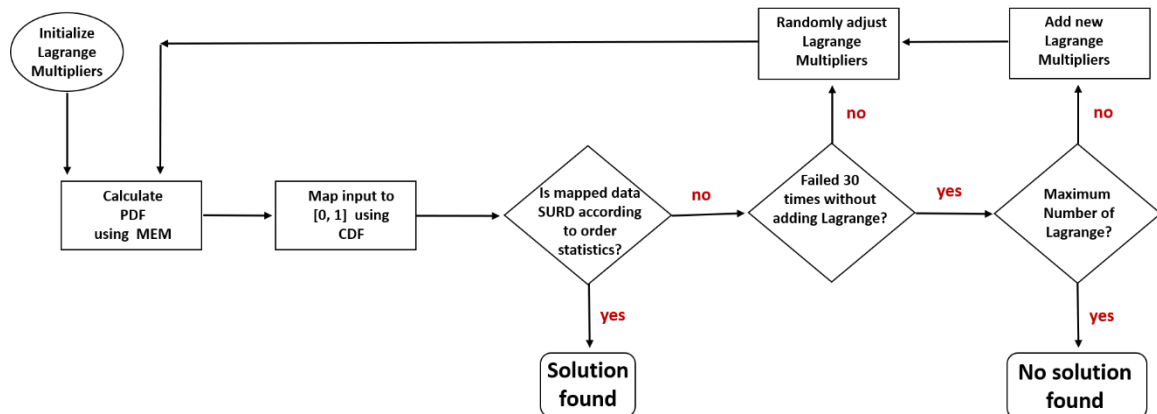 Initialize
Lagrange
Multipliers
Randomly adjust
Lagrange
Multipliers
Add new
Lagrange
Multipliers
no
no
Calculate
PDF
using MEM
Map input to
[0, 1] using
CDF
Is mapped data
SURD according
to order
statistics?
no
Failed 30
times without
adding Lagrange?
yes
Maximum
Number of
Lagrange?
yes
yes
Solution
found
No solution
found